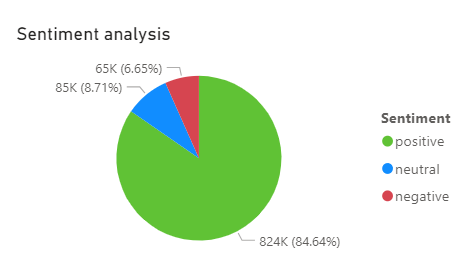 Sentiment analysis
65K (6.65%)
85K (8.71%)
Sentiment
positive
neutral
negative
824K (84.64%)